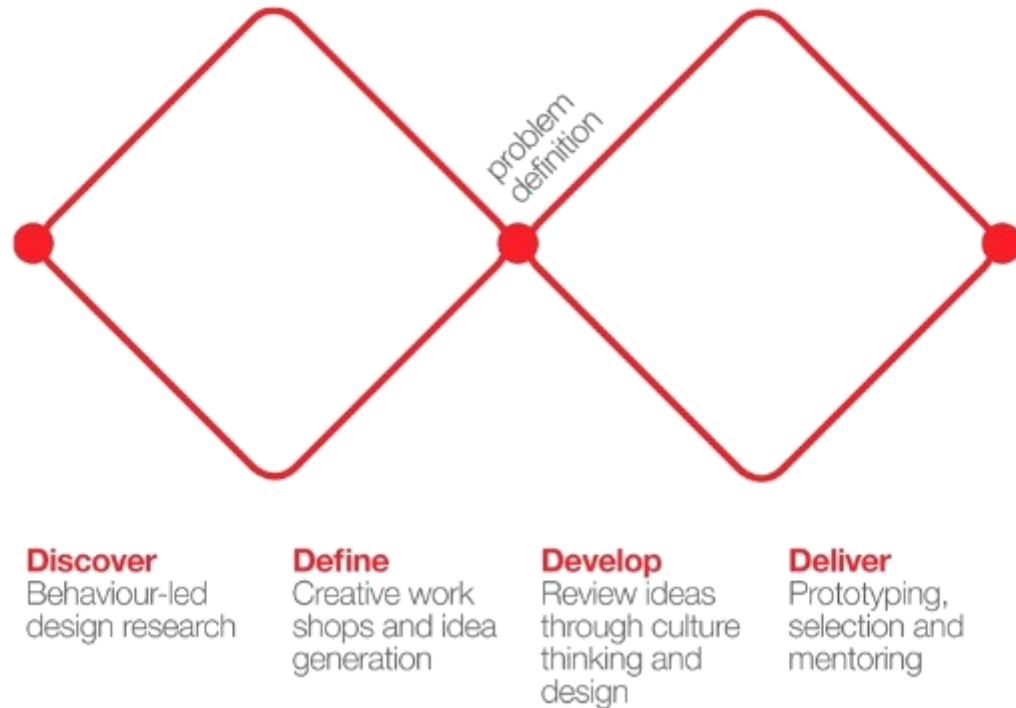 problem
definition
Discover
Behaviour-led
design research
Define
Creative work
shops and idea
generation
Develop
Review ideas
through culture
thinking and
design
Deliver
Prototyping,
selection and
mentoring